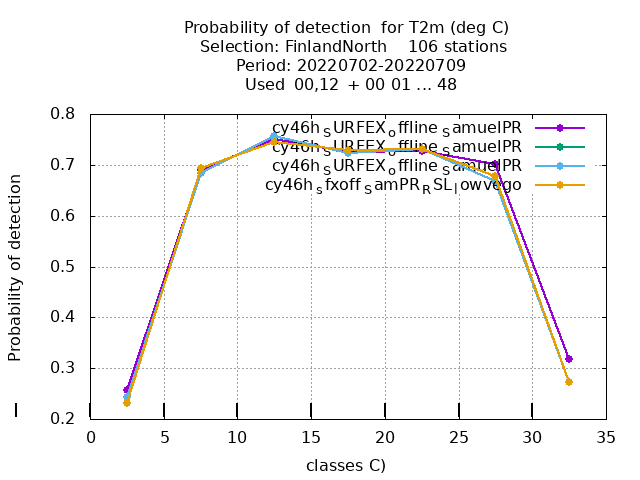 Probability of detection for T2m (deg C)
Selection: FinlandNorth 106 stations
Period: 20220702-20220709
Used 00,12 + 00 01 ... 48
0.8
0.7
0.6
0.5
0.4
0.3
0.2
Probability of detection
cy46h_SURFEX_offline_SamuelPR
cy46h_SURFEX_offline_SamuelPR
cy46h_SURFEX_offline_SamuelPR
cy46h_sfxoff_SamPR_RSL_lowvego
0 5 10 15 20 25 30 35
classes C)